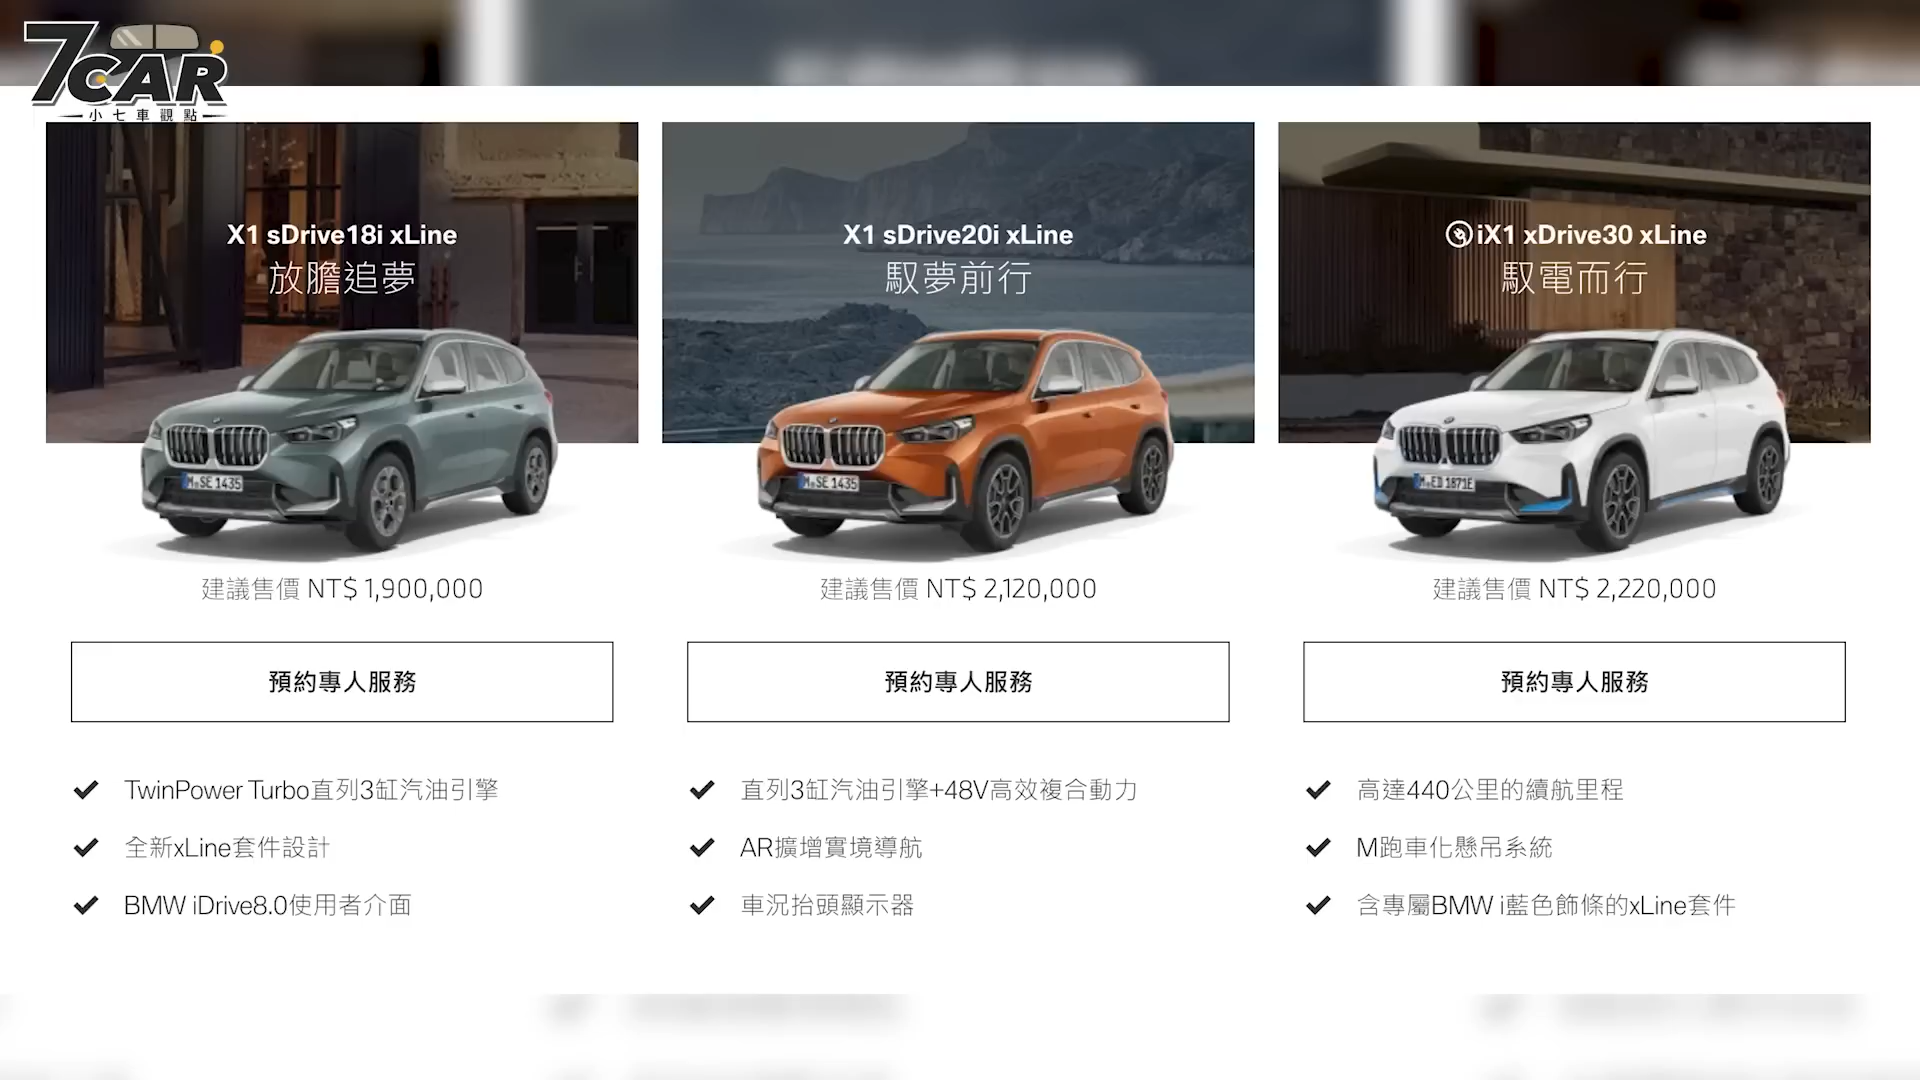 7CAR
小七車觀點
X1 sDrive18i xLine
放膽追夢
M SE 1435
建議售價 NT$ 1,900,000
預約專人服務
TwinPower Turbo直列3缸汽油引擎
全新xLine套件設計
BMW iDrive8.0使用者介面
X1 sDrive20i xLine
馭夢前行
M SE 1435
建議售價 NT$ 2,120,000
預約專人服務
直列3缸汽油引擎+48V高效複合動力
AR擴增實境導航
車況抬頭顯示器
iX1 xDrive30 xLine
馭電而行
M ED 1871E
建議售價 NT$ 2,220,000
預約專人服務
高達440公里的續航里程
M跑車化懸吊系統
含專屬BMW i藍色飾條的xLine套件